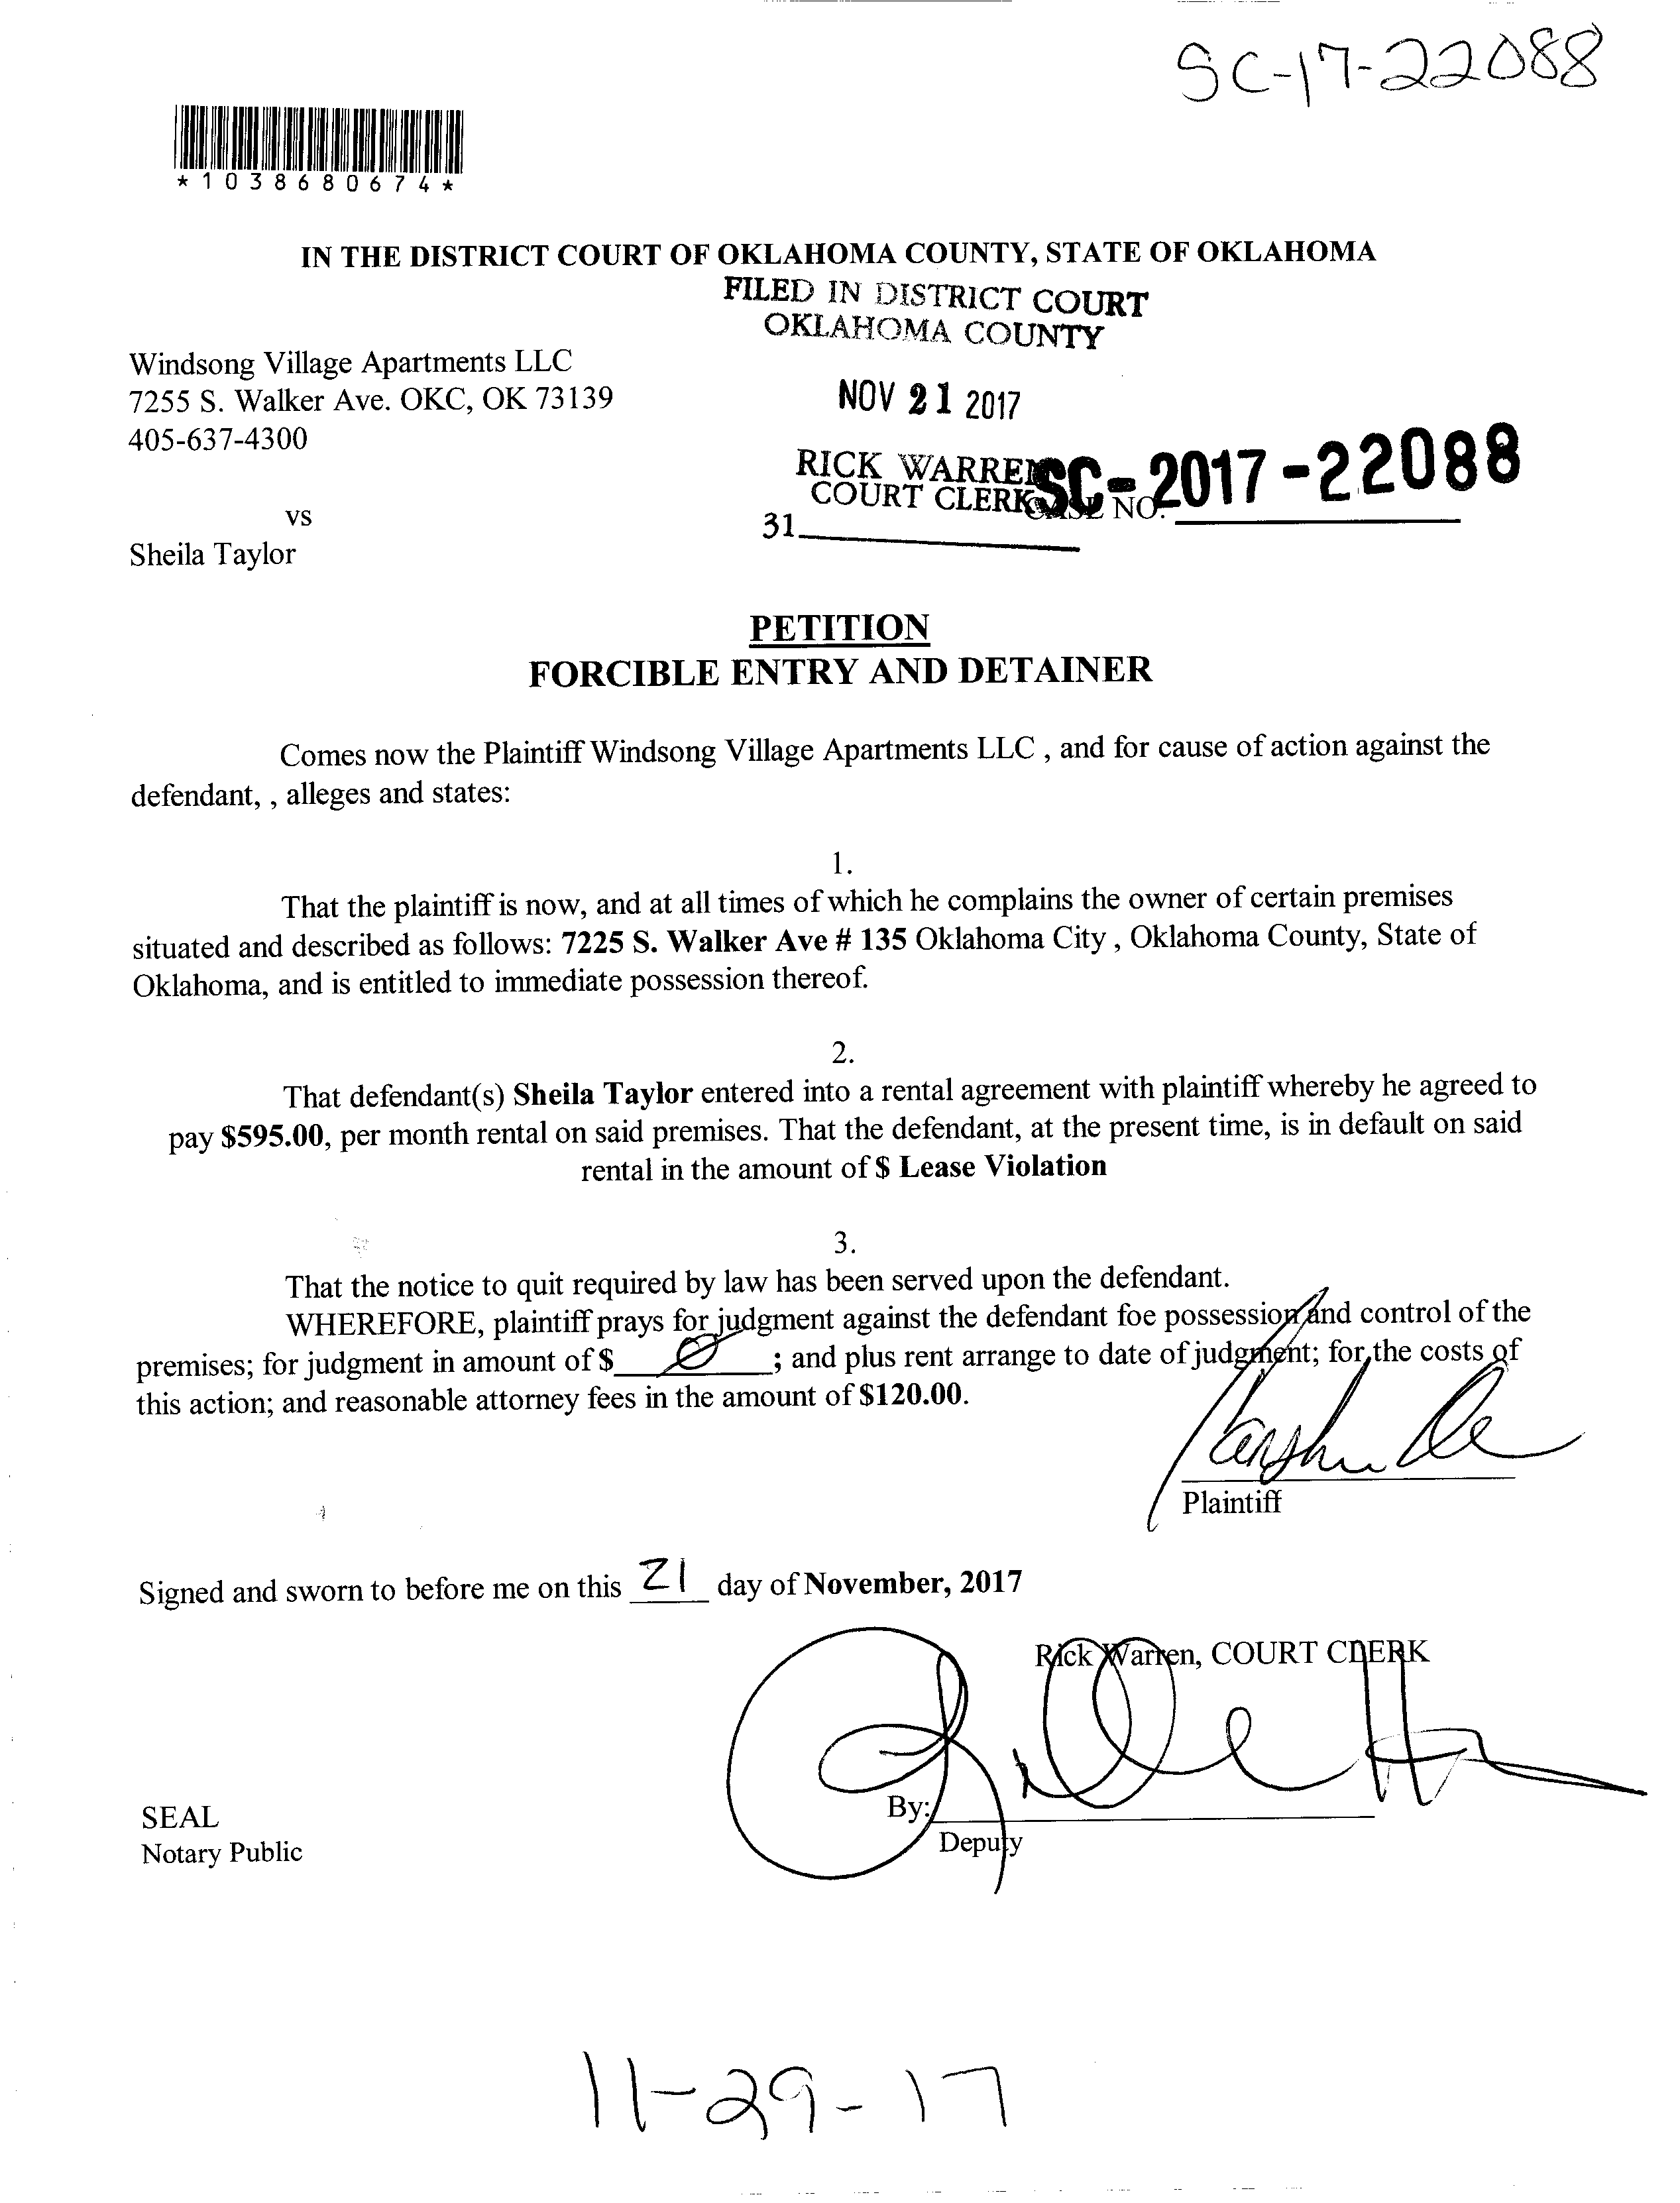 SC-17-22088
*1038680674*
IN THE DISTRICT COURT OF OKLAHOMA COUNTY, STATE OF OKLAHOMA
FILED IN DISTRICT COURT
OKLAHOMA COUNTY
Windsong Village Apartments LLC
7255 S. Walker Ave. OKC, OK 73139
NOV 21 2017
405-637-4300
RICK WARREN
COURT CLERK
SC-2017-22088
CASE NO.
31
vs
Sheila Taylor
PETITION
FORCIBLE ENTRY AND DETAINER
Comes now the Plaintiff Windsong Village Apartments LLC , and for cause of action against the
defendant, , alleges and states:
1.
That the plaintiff is now, and at all times of which he complains the owner of certain premises
situated and described as follows: 7225 S. Walker Ave # 135 Oklahoma City , Oklahoma County, State of
Oklahoma, and is entitled to immediate possession thereof.
2.
That defendant(s) Sheila Taylor entered into a rental agreement with plaintiff whereby he agreed to
pay $595.00, per month rental on said premises. That the defendant, at the present time, is in default on said
rental in the amount of $ Lease Violation
3.
That the notice to quit required by law has been served upon the defendant.
WHEREFORE, plaintiff prays for judgment against the defendant foe possession and control of the
premises; for judgment in amount of $ 0 ; and plus rent arrange to date of judgment; for the costs of
this action; and reasonable attorney fees in the amount of $120.00.
Plaintiff
Signed and sworn to before me on this 21 day of November, 2017
Rick Warren, COURT CLERK
SEAL
By:
Notary Public
Deputy
11-29-17